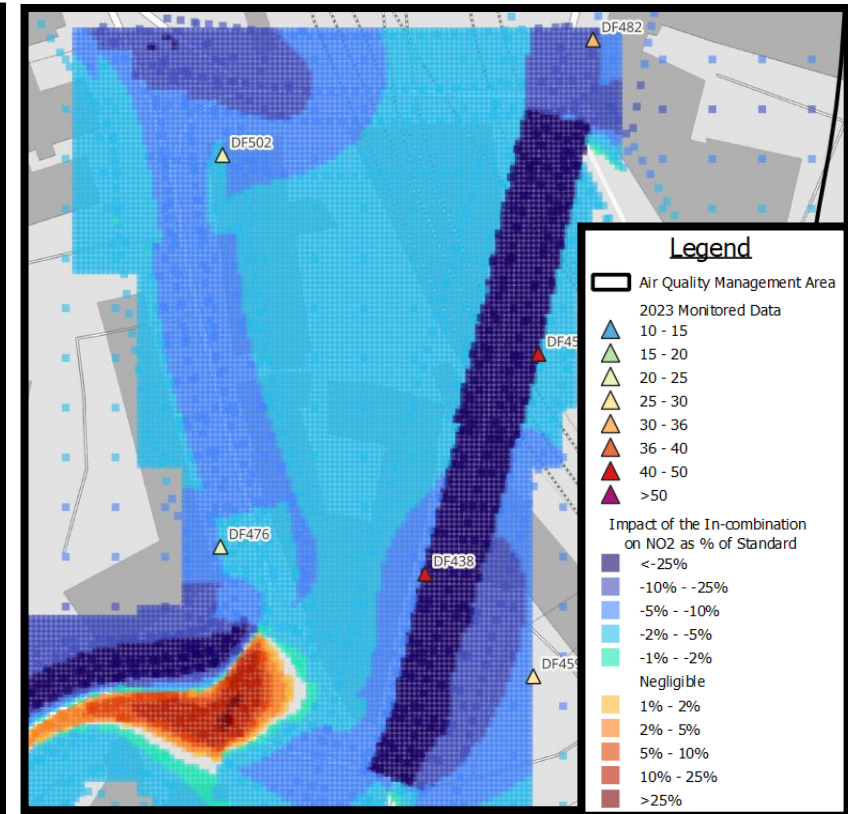 DF482
DF502
DF45
DF476
DF438
DF459
Legend
Air Quality Management Area
2023 Monitored Data
10 - 15
15 - 20
20 - 25
25 - 30
30 - 36
36 - 40
40 - 50
>50
Impact of the In-combination
on NO2 as % of Standard
<-25%
-10% - -25%
-5% - -10%
-2% - -5%
-1% - -2%
Negligible
1% - 2%
2% - 5%
5% - 10%
10% - 25%
>25%